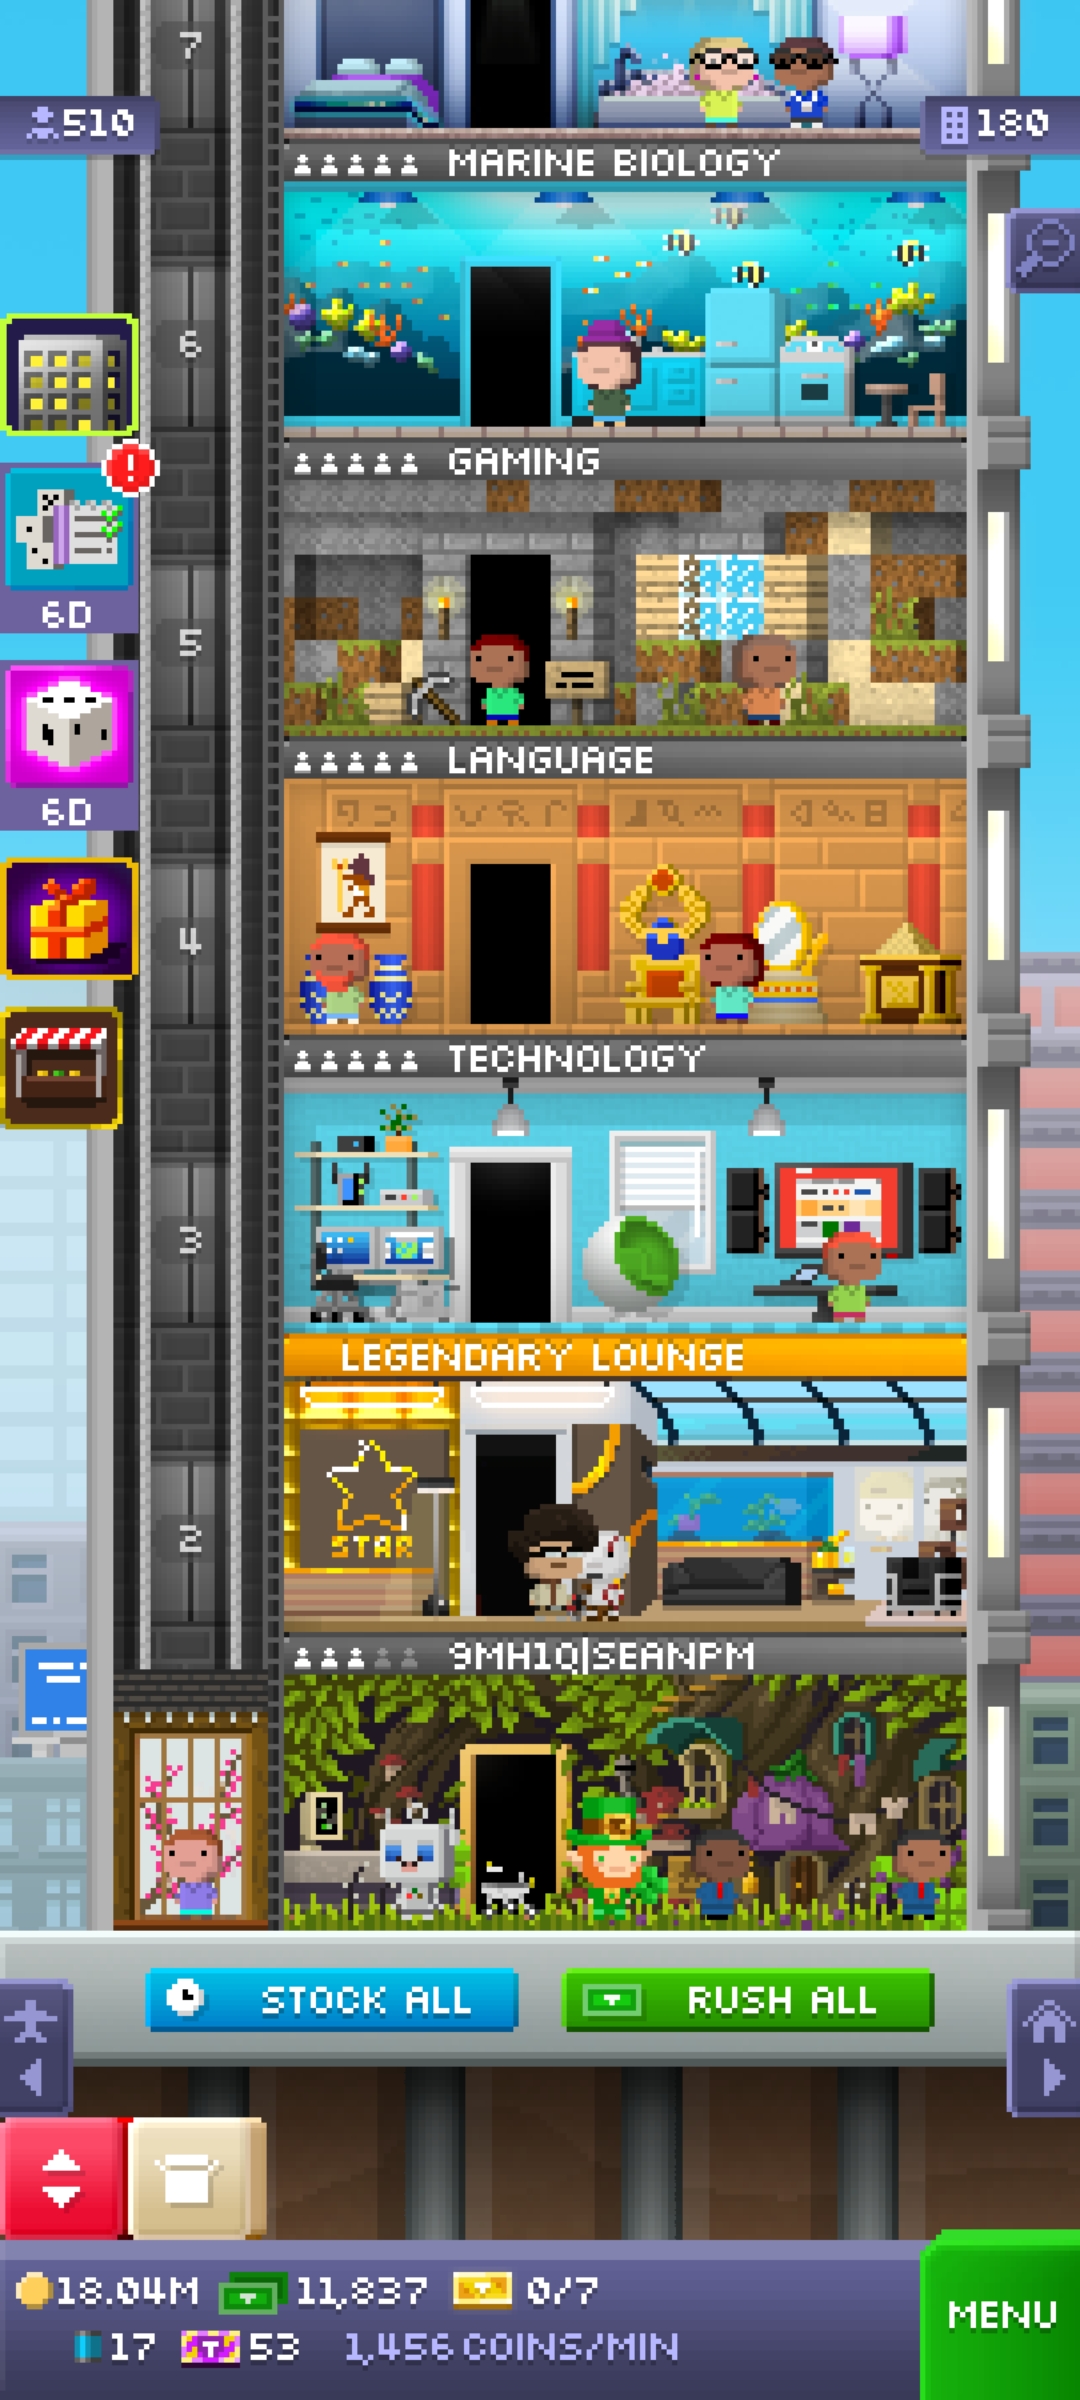 7
510
180
MARINE BIOLOGY
6
GAMING
6D
5
6D
LANGUAGE
4
TECHNOLOGY
3
LEGENDARY LOUNGE
STAR
2
9MH1Q|SEANPM
STOCK ALL
RUSH ALL
18.04M
11,837
0/7
MENU
17
53
1,456 COINS/MIN